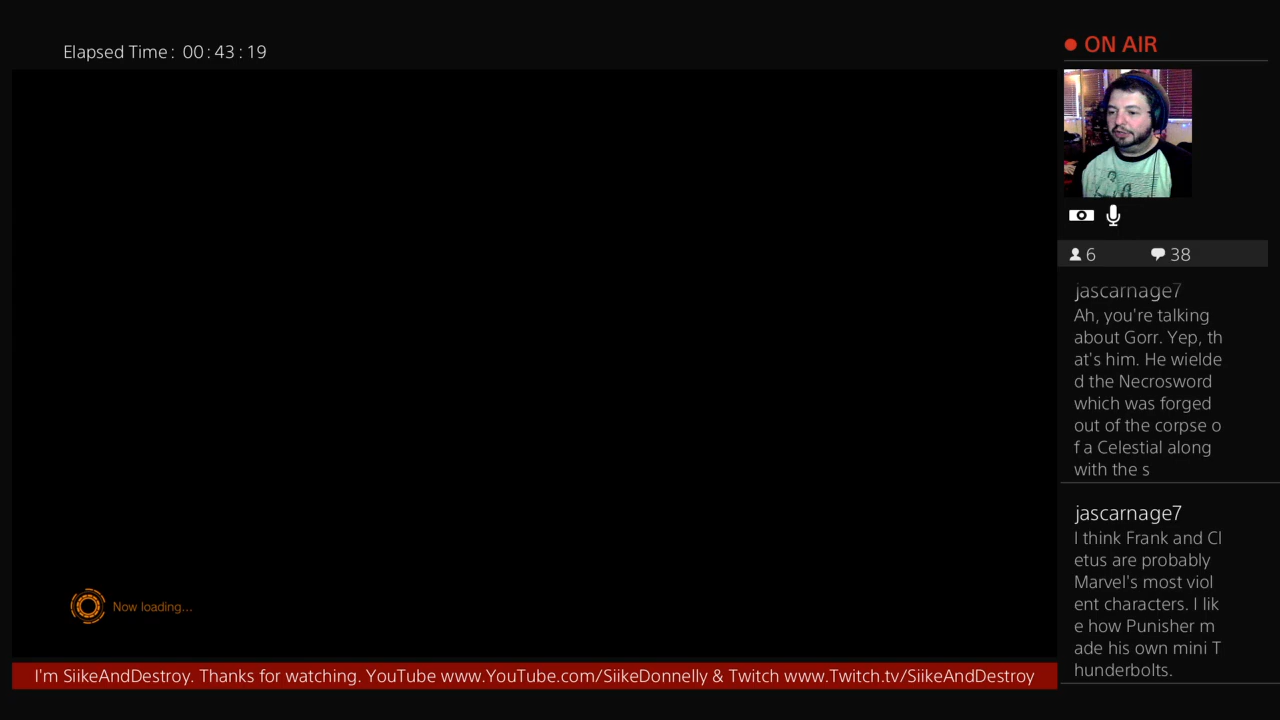 Elapsed Time: 00:43:19
ON AIR
6
38
jascarnage7
Ah, you're talking
about Gorr. Yep, th
at's him. He wielde
d the Necrosword
which was forged
out of the corpse o
f a Celestial along
with the s
jascarnage7
I think Frank and Cl
etus are probably
Marvel's most viol
ent characters. I lik
e how Punisher m
ade his own mini T
hunderbolts.
Now loading...
I'm SiikeAndDestroy. Thanks for watching. YouTube www.YouTube.com/SiikeDonnelly & Twitch www.Twitch.tv/SiikeAndDestroy